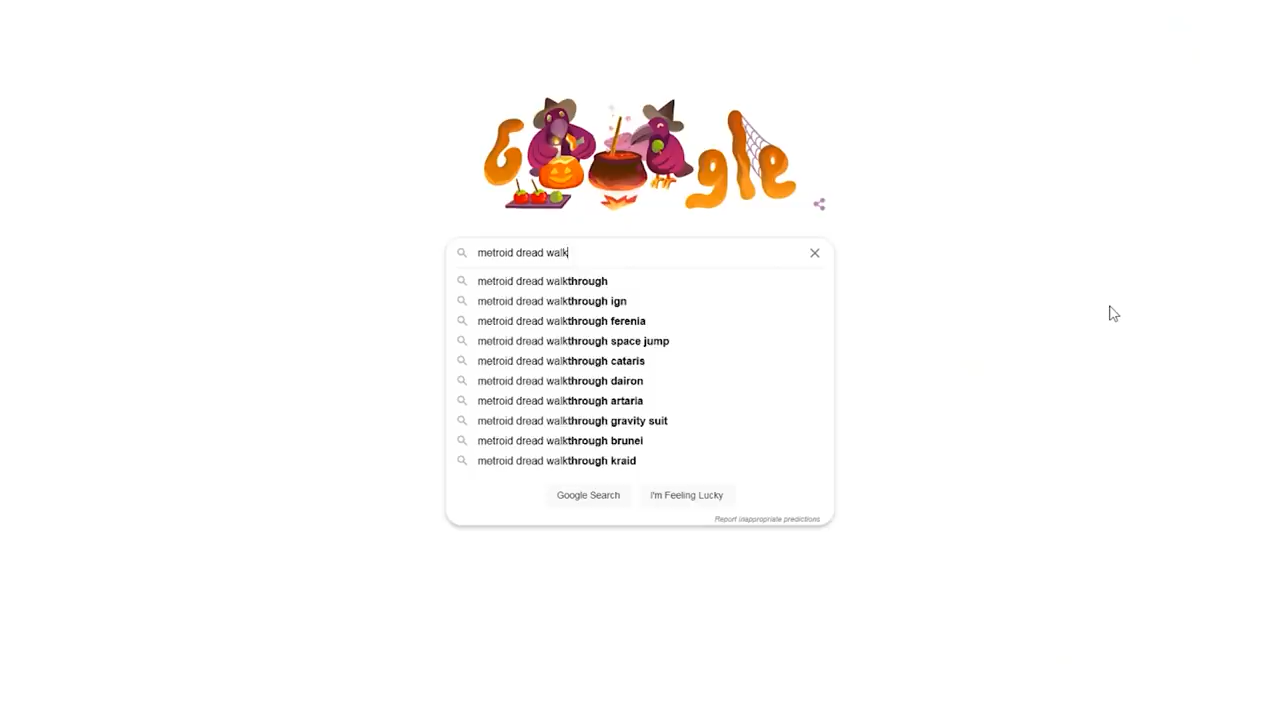 Google
metroid dread walk
metroid dread walkthrough
metroid dread walkthrough ign
metroid dread walkthrough ferenia
metroid dread walkthrough space jump
metroid dread walkthrough cataris
metroid dread walkthrough dairon
metroid dread walkthrough artaria
metroid dread walkthrough gravity suit
metroid dread walkthrough brunei
metroid dread walkthrough kraid
Google Search
I'm Feeling Lucky
Report inappropriate predictions